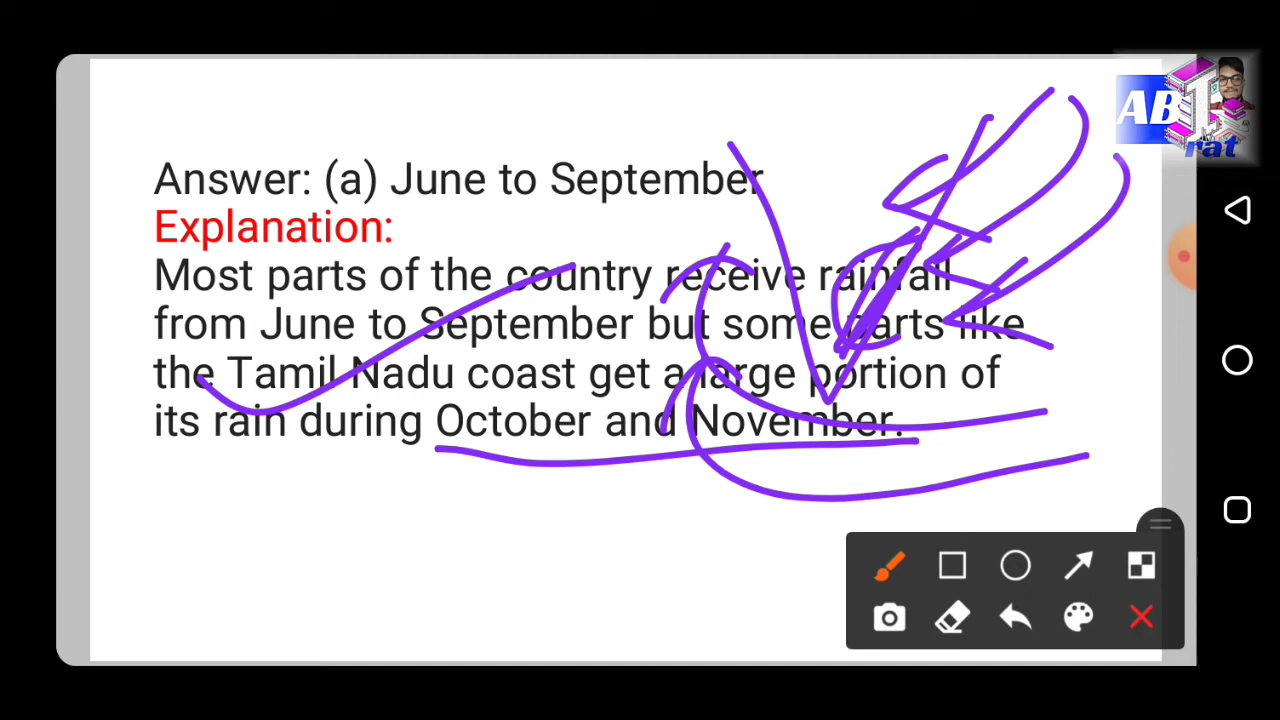 Answer: (a) June to September
Explanation:
Most parts of the country receive rainfall
from June to September but some parts like
the Tamil Nadu coast get a large portion of
its rain during October and November.
AB
rat